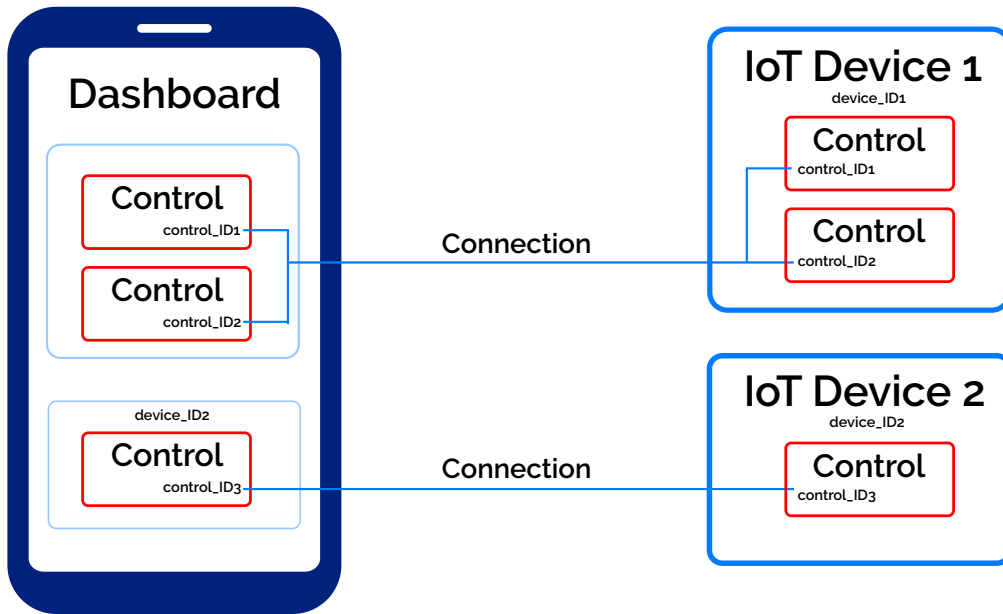 Dashboard
Control
control_ID1
Control
control_ID2
device_ID2
Control
control_ID3
Connection
Connection
IoT Device 1
device_ID1
Control
control_ID1
Control
control_ID2
IoT Device 2
device_ID2
Control
control_ID3